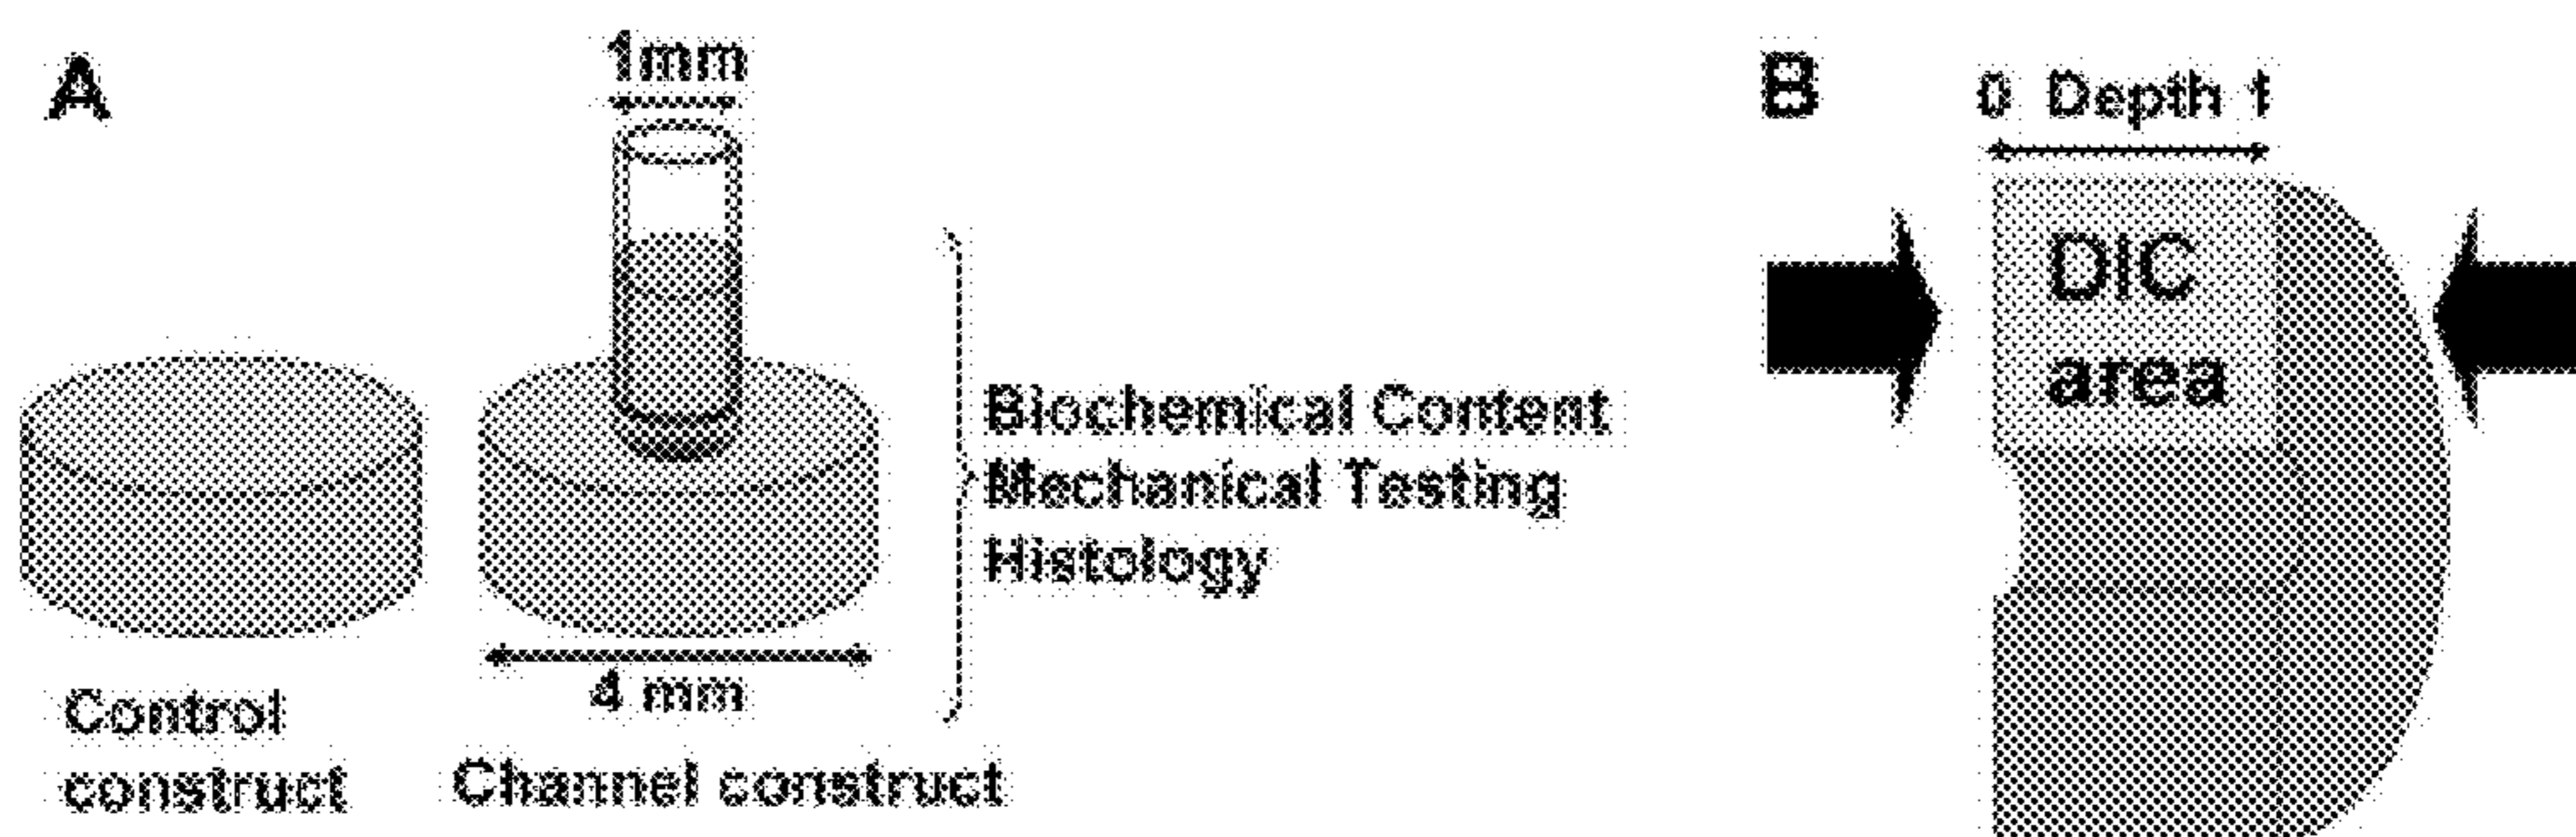 A
1mm
4 mm
Control
construct
Channel construct
Biochemical Content
Mechanical Testing
Histology
B
0 Depth 1
DIC
area